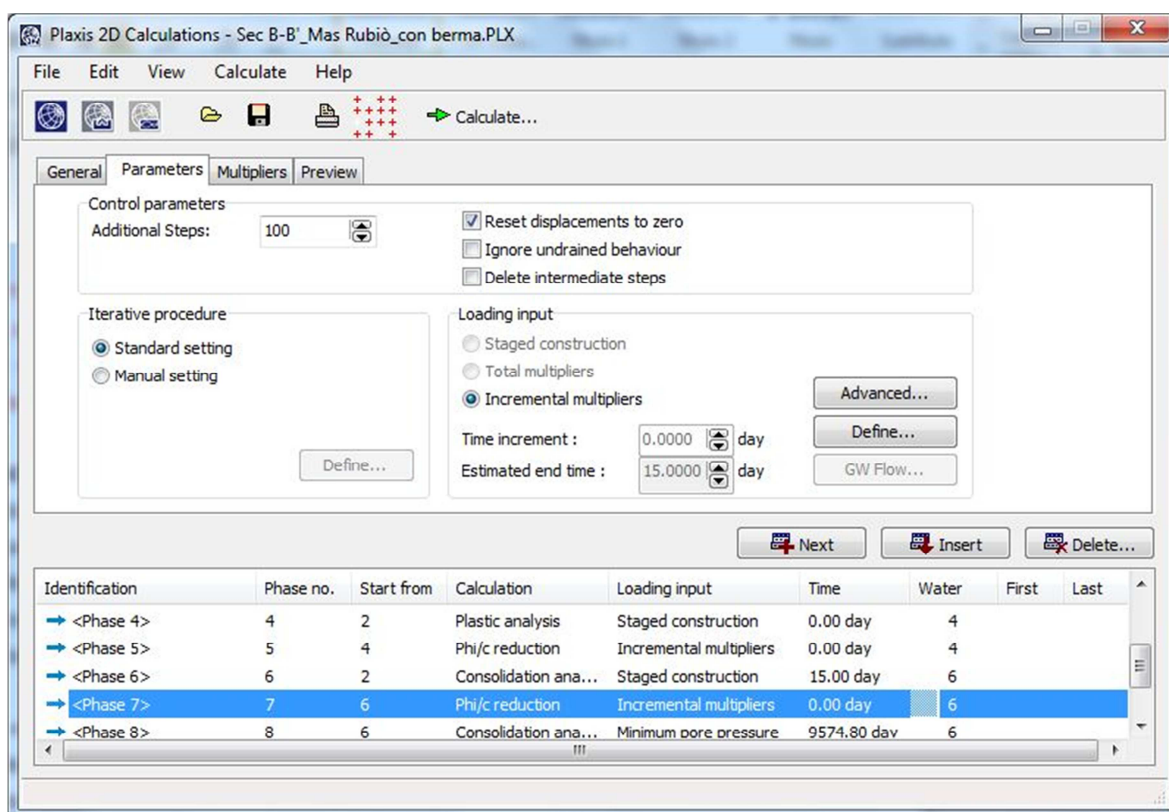 Plaxis 2D Calculations - Sec B-B'_Mas Rubiò_con berma.PLX
File Edit View Calculate Help
Calculate...
General Parameters Multipliers Preview
Control parameters
Additional Steps: 100
Reset displacements to zero
Ignore undrained behaviour
Delete intermediate steps
Iterative procedure
Standard setting
Manual setting
Define...
Loading input
Staged construction
Total multipliers
Incremental multipliers
Advanced...
Time increment : 0.0000 day
Define...
Estimated end time : 15.0000 day
GW Flow...
Next Insert Delete...
Identification Phase no. Start from Calculation Loading input Time Water First Last
<Phase 4> 4 2 Plastic analysis Staged construction 0.00 day 4
<Phase 5> 5 4 Phi/c reduction Incremental multipliers 0.00 day 4
<Phase 6> 6 2 Consolidation ana... Staged construction 15.00 day 6
<Phase 7> 7 6 Phi/c reduction Incremental multipliers 0.00 day 6
<Phase 8> 8 6 Consolidation ana... Minimum pore pressure 9574.80 day 6